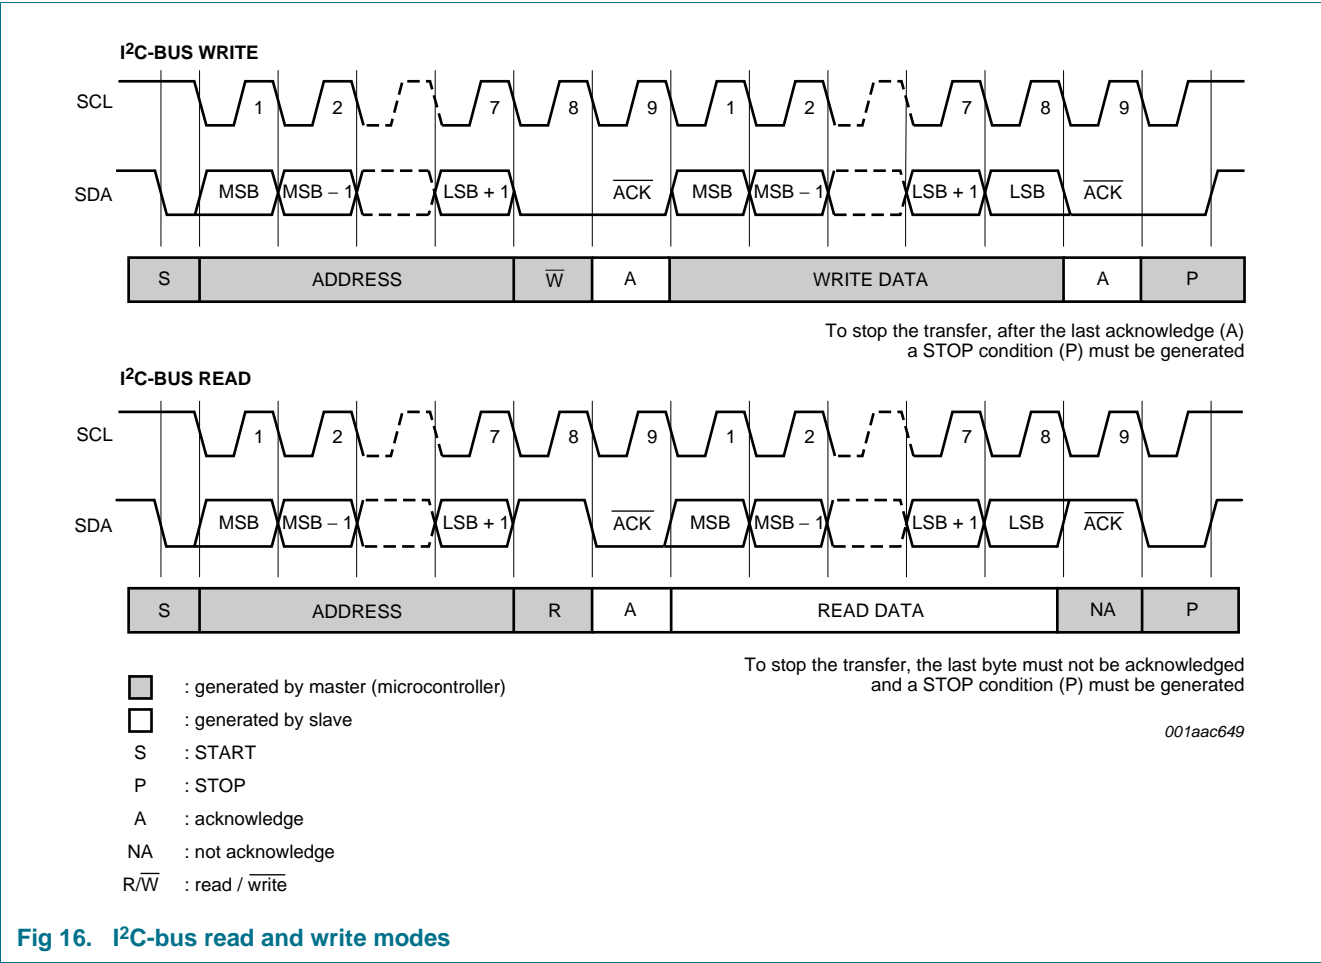 I²C-BUS WRITE
SCL 1 2 7 8 9 1 2 7 8 9
SDA MSB MSB − 1 LSB + 1 A̅C̅K̅ MSB MSB − 1 LSB + 1 LSB A̅C̅K̅
S ADDRESS W̅ A WRITE DATA A P
To stop the transfer, after the last acknowledge (A)
a STOP condition (P) must be generated
I²C-BUS READ
SCL 1 2 7 8 9 1 2 7 8 9
SDA MSB MSB − 1 LSB + 1 A̅C̅K̅ MSB MSB − 1 LSB + 1 LSB A̅C̅K̅
S ADDRESS R A READ DATA NA P
To stop the transfer, the last byte must not be acknowledged
and a STOP condition (P) must be generated
: generated by master (microcontroller)
: generated by slave
001aac649
S : START
P : STOP
A : acknowledge
NA : not acknowledge
R/W̅ : read / w̅r̅i̅t̅e̅
Fig 16. I²C-bus read and write modes